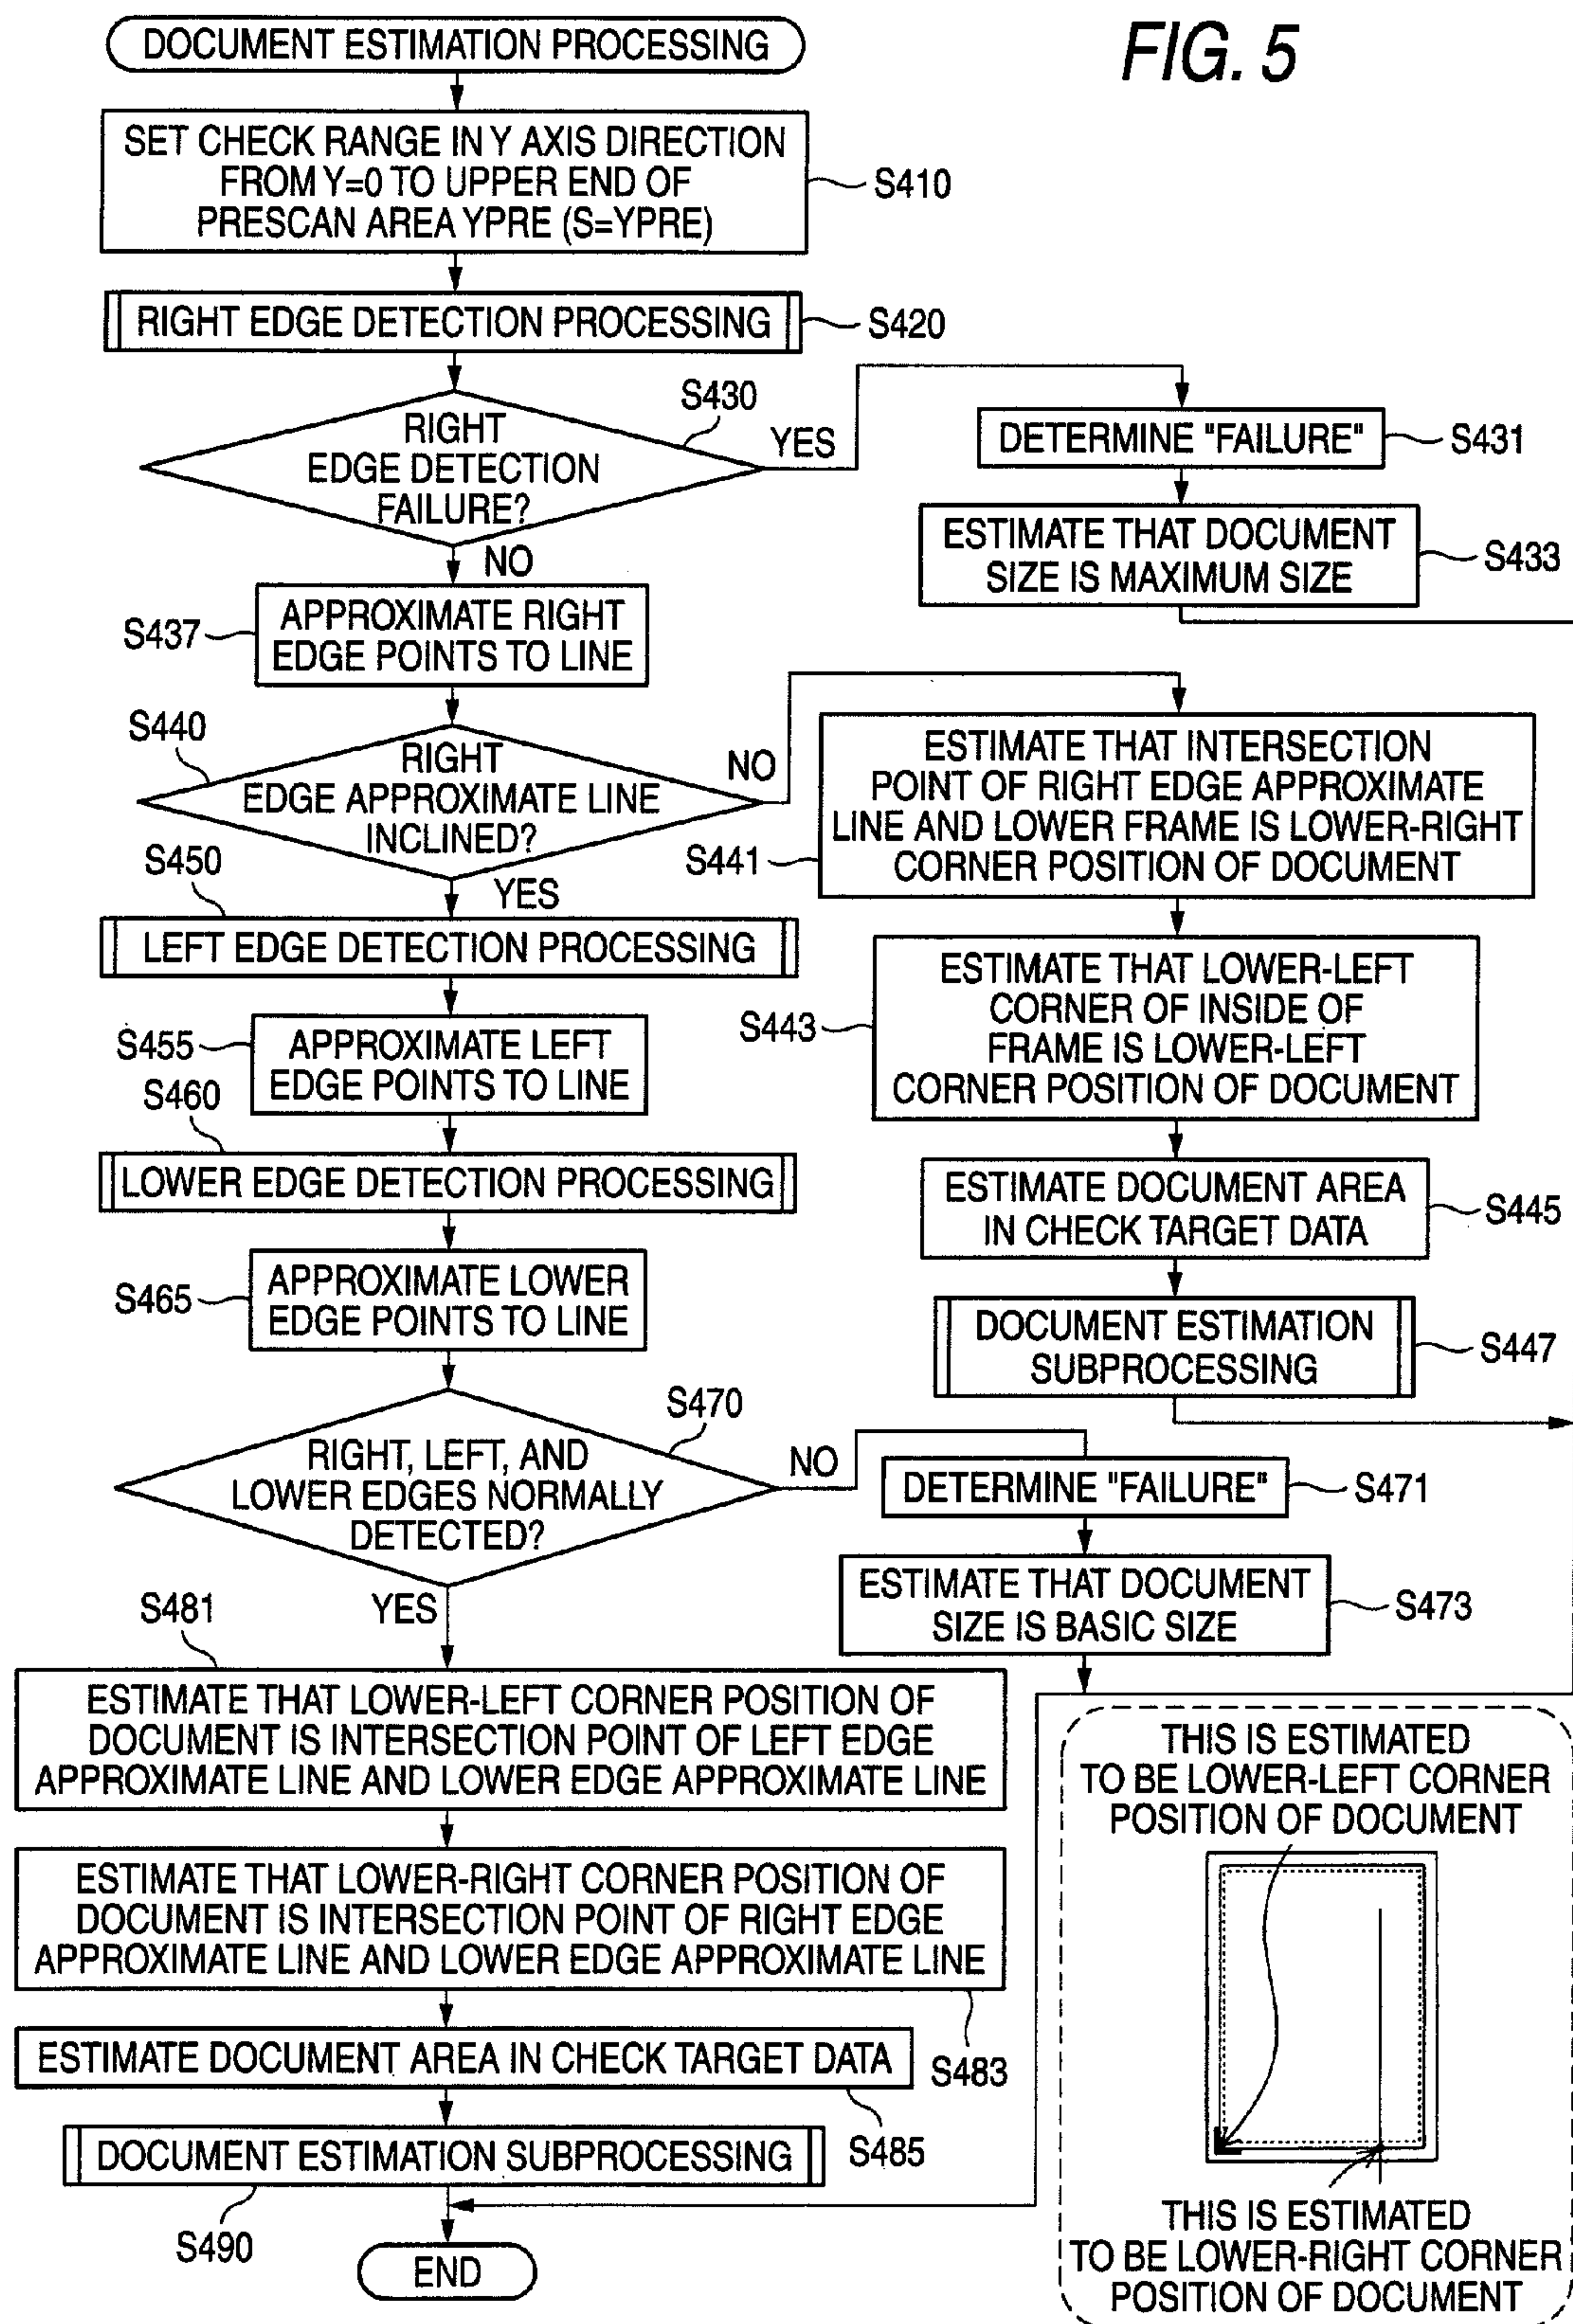 FIG. 5
DOCUMENT ESTIMATION PROCESSING
SET CHECK RANGE IN Y AXIS DIRECTION
FROM Y=0 TO UPPER END OF
PRESCAN AREA YPRE (S=YPRE)
S410
RIGHT EDGE DETECTION PROCESSING
S420
RIGHT
EDGE DETECTION
FAILURE?
S430
YES
NO
DETERMINE "FAILURE"
S431
ESTIMATE THAT DOCUMENT
SIZE IS MAXIMUM SIZE
S433
S437
APPROXIMATE RIGHT
EDGE POINTS TO LINE
S440
RIGHT
EDGE APPROXIMATE LINE
INCLINED?
NO
YES
S441
ESTIMATE THAT INTERSECTION
POINT OF RIGHT EDGE APPROXIMATE
LINE AND LOWER FRAME IS LOWER-RIGHT
CORNER POSITION OF DOCUMENT
S443
ESTIMATE THAT LOWER-LEFT
CORNER OF INSIDE OF
FRAME IS LOWER-LEFT
CORNER POSITION OF DOCUMENT
ESTIMATE DOCUMENT AREA
IN CHECK TARGET DATA
S445
DOCUMENT ESTIMATION
SUBPROCESSING
S447
S450
LEFT EDGE DETECTION PROCESSING
S455
APPROXIMATE LEFT
EDGE POINTS TO LINE
S460
LOWER EDGE DETECTION PROCESSING
S465
APPROXIMATE LOWER
EDGE POINTS TO LINE
S470
RIGHT, LEFT, AND
LOWER EDGES NORMALLY
DETECTED?
NO
YES
DETERMINE "FAILURE"
S471
ESTIMATE THAT DOCUMENT
SIZE IS BASIC SIZE
S473
S481
ESTIMATE THAT LOWER-LEFT CORNER POSITION OF
DOCUMENT IS INTERSECTION POINT OF LEFT EDGE
APPROXIMATE LINE AND LOWER EDGE APPROXIMATE LINE
ESTIMATE THAT LOWER-RIGHT CORNER POSITION OF
DOCUMENT IS INTERSECTION POINT OF RIGHT EDGE
APPROXIMATE LINE AND LOWER EDGE APPROXIMATE LINE
S483
ESTIMATE DOCUMENT AREA IN CHECK TARGET DATA
S485
DOCUMENT ESTIMATION SUBPROCESSING
S490
END
THIS IS ESTIMATED
TO BE LOWER-LEFT CORNER
POSITION OF DOCUMENT
THIS IS ESTIMATED
TO BE LOWER-RIGHT CORNER
POSITION OF DOCUMENT